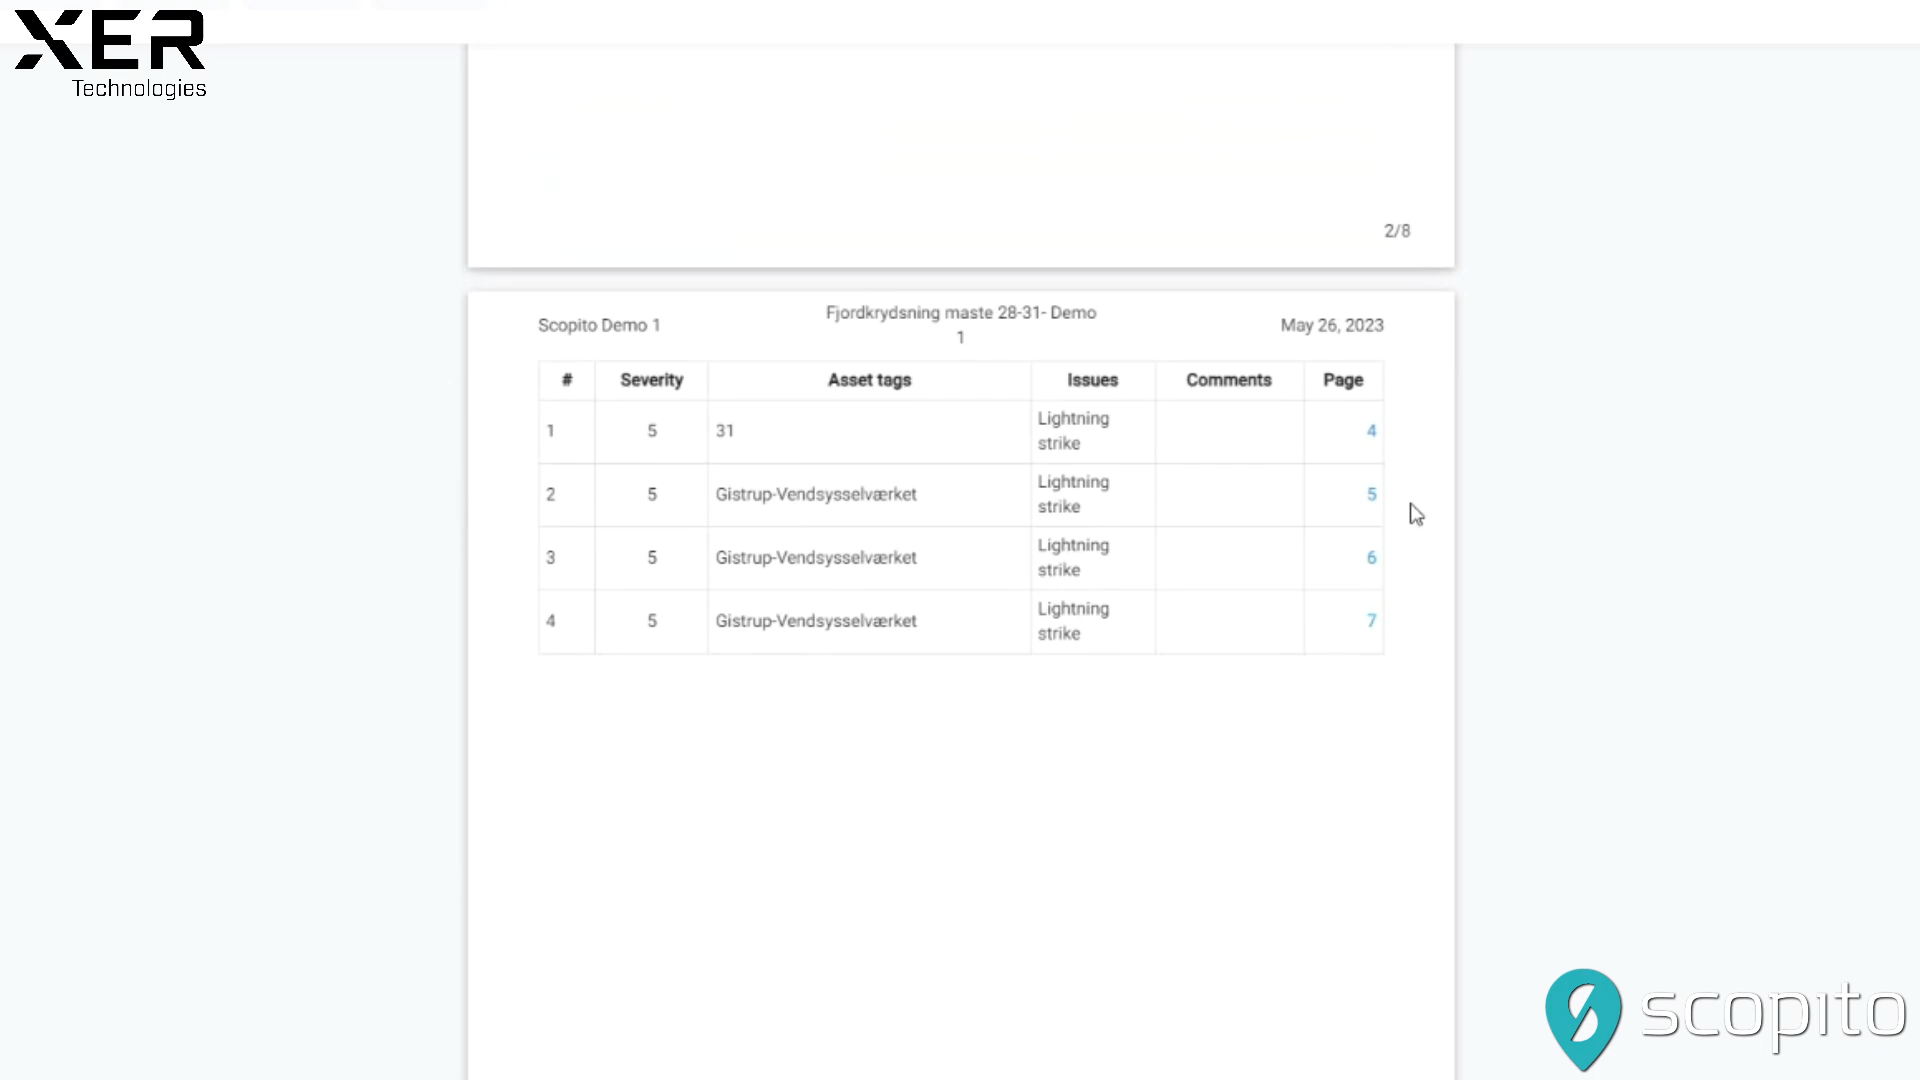 XER
Technologies
2/8
Scopito Demo 1
Fjordkrydsning maste 28-31- Demo
1
May 26, 2023
# Severity Asset tags Issues Comments Page
1 5 31 Lightning
strike 4
2 5 Gistrup-Vendsysselværket Lightning
strike 5
3 5 Gistrup-Vendsysselværket Lightning
strike 6
4 5 Gistrup-Vendsysselværket Lightning
strike 7
scopito